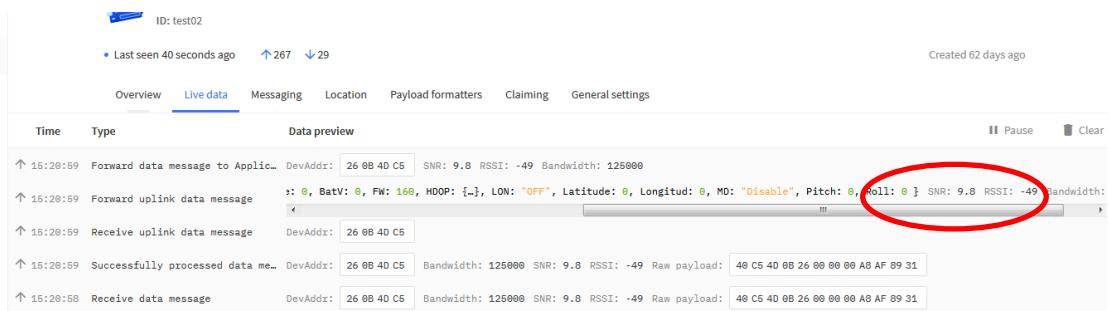 ID: test02
• Last seen 40 seconds ago ↑ 267 ↓ 29 Created 62 days ago
Overview Live data Messaging Location Payload formatters Claiming General settings
Time Type Data preview Pause Clear
↑ 15:20:59 Forward data message to Applic… DevAddr: 26 0B 4D C5 SNR: 9.8 RSSI: -49 Bandwidth: 125000
↑ 15:20:59 Forward uplink data message e: 0, BatV: 0, FW: 160, HDOP: {…}, LON: "OFF", Latitude: 0, Longitud: 0, MD: "Disable", Pitch: 0, Roll: 0 } SNR: 9.8 RSSI: -49 Bandwidth:
↑ 15:20:59 Receive uplink data message DevAddr: 26 0B 4D C5
↑ 15:20:59 Successfully processed data me… DevAddr: 26 0B 4D C5 Bandwidth: 125000 SNR: 9.8 RSSI: -49 Raw payload: 40 C5 4D 0B 26 00 00 00 A8 AF 89 31
↑ 15:20:58 Receive data message DevAddr: 26 0B 4D C5 Bandwidth: 125000 SNR: 9.8 RSSI: -49 Raw payload: 40 C5 4D 0B 26 00 00 00 A8 AF 89 31